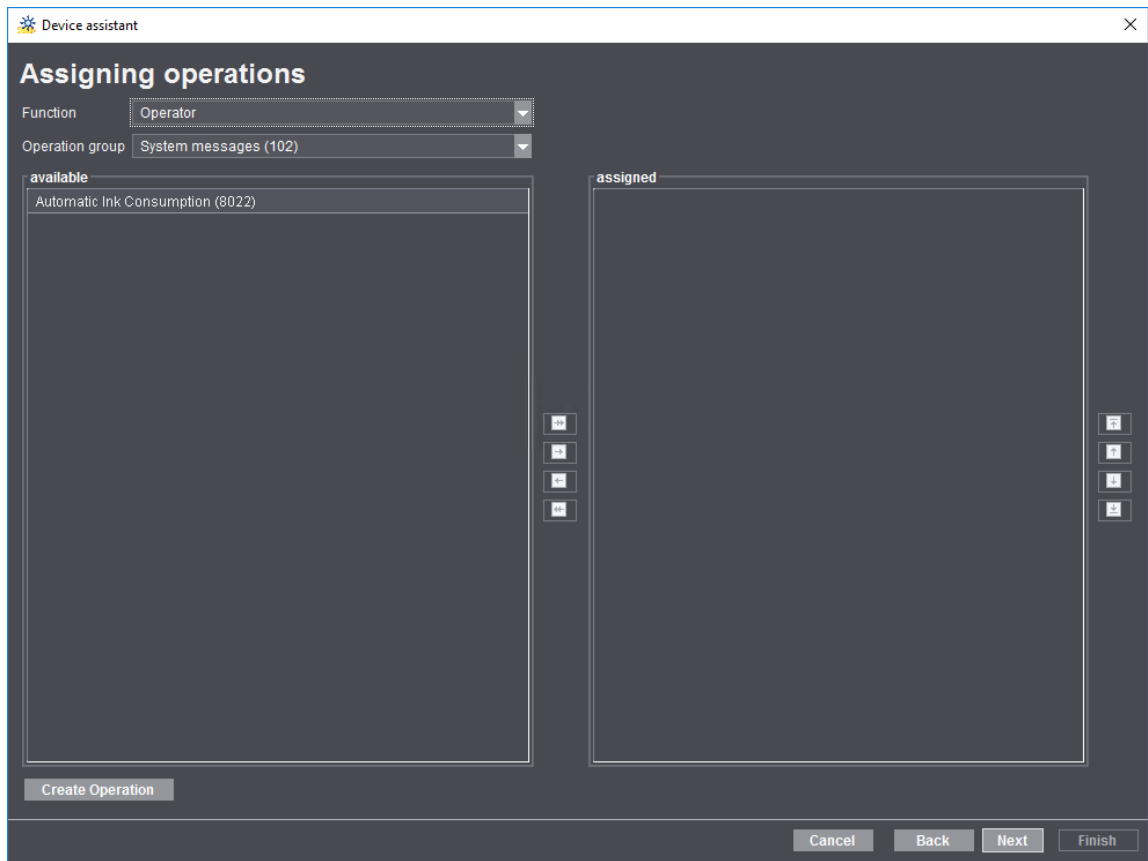 Device assistant
Assigning operations
Function Operator
Operation group System messages (102)
available
Automatic Ink Consumption (8022)
assigned
Create Operation
Cancel Back Next Finish